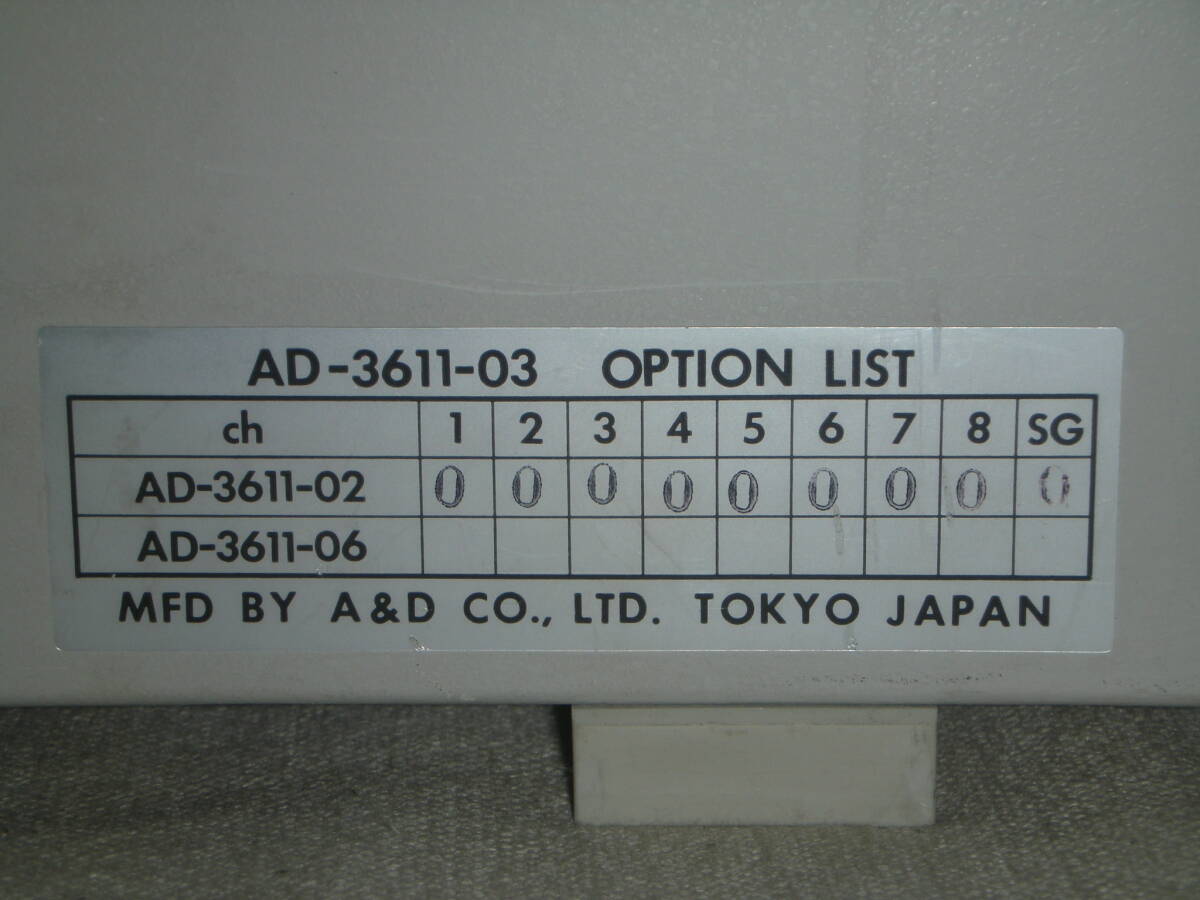 AD-3611-03 OPTION LIST
ch 1 2 3 4 5 6 7 8 SG
AD-3611-02 0 0 0 0 0 0 0 0 0
AD-3611-06
MFD BY A&D CO., LTD. TOKYO JAPAN